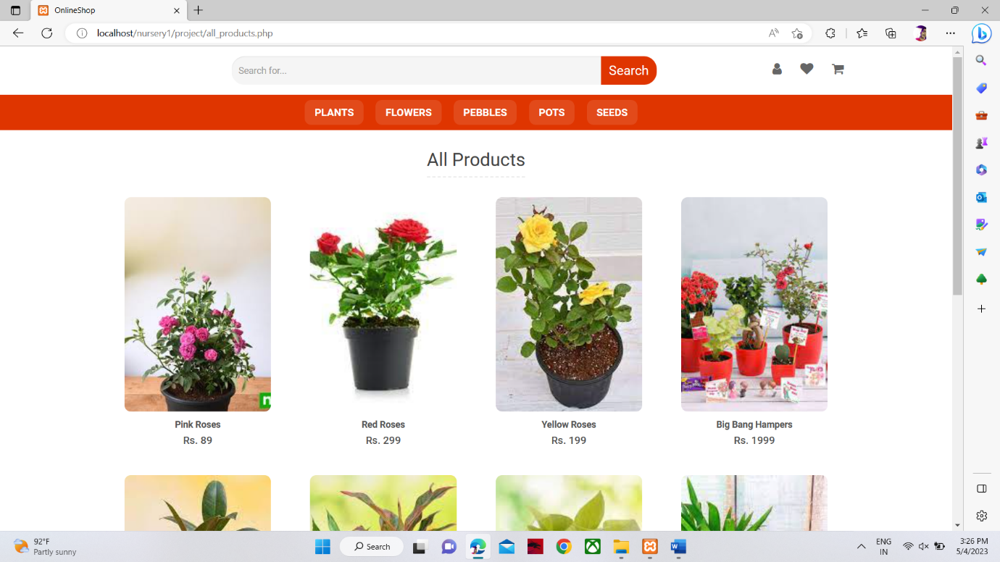 OnlineShop
localhost/nursery1/project/all_products.php
Search for...
Search
PLANTS
FLOWERS
PEBBLES
POTS
SEEDS
All Products
Pink Roses
Rs. 89
Red Roses
Rs. 299
Yellow Roses
Rs. 199
Big Bang Hampers
Rs. 1999
92°F
Partly sunny
Search
ENG
IN
3:26 PM
5/4/2023